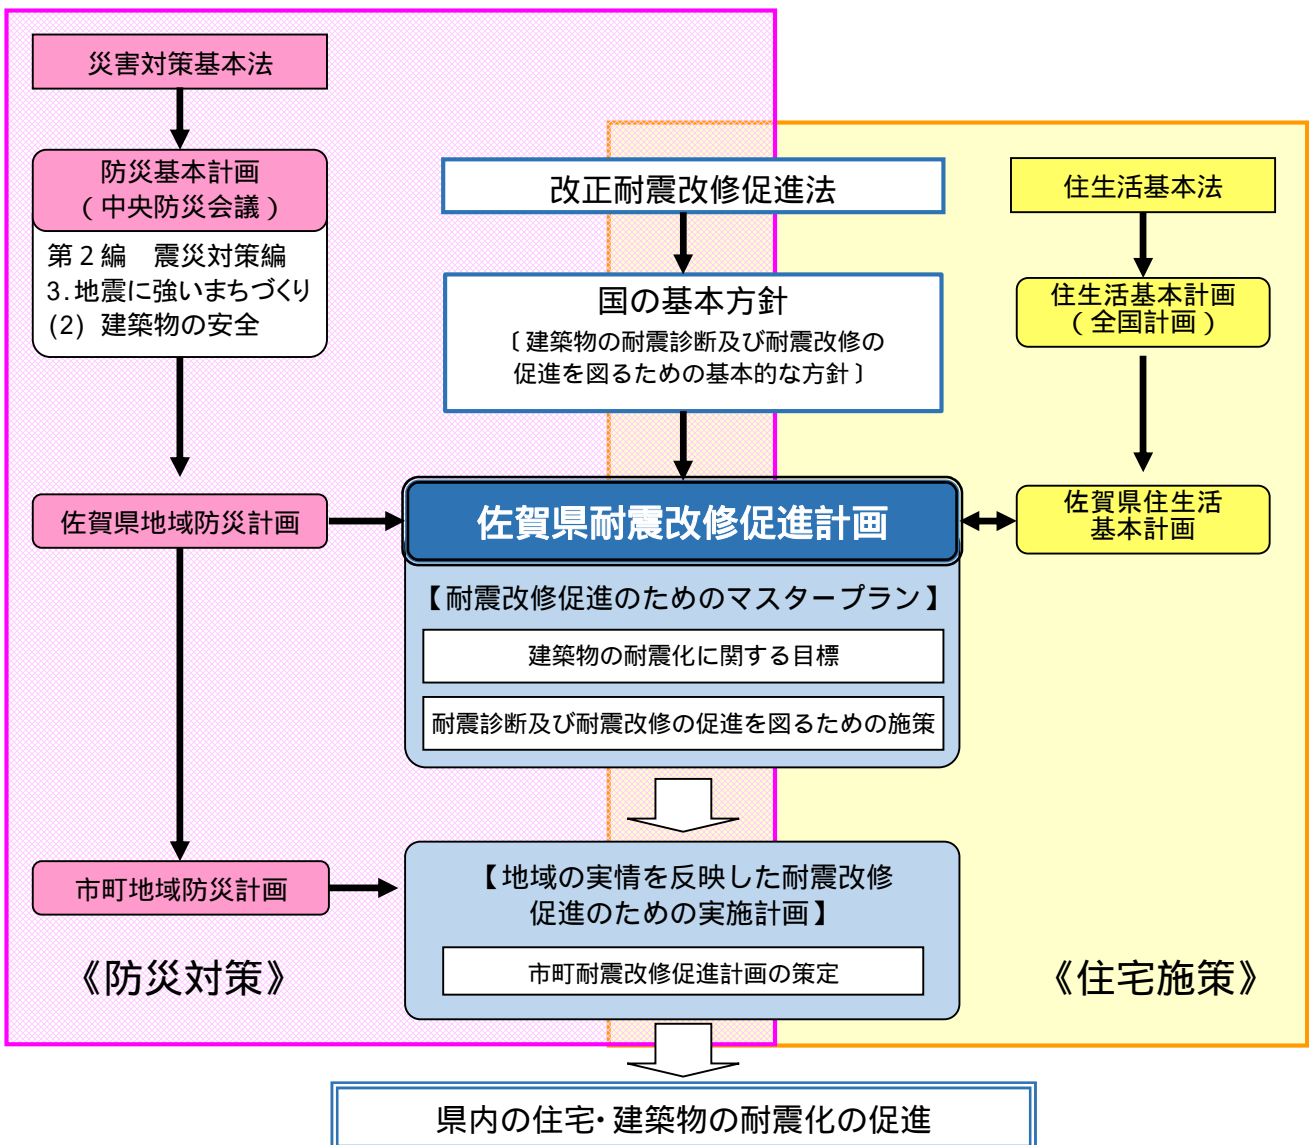 災害対策基本法
防災基本計画
(中央防災会議)
第2編 震災対策編
3.地震に強いまちづくり
(2) 建築物の安全
佐賀県地域防災計画
市町地域防災計画
《防災対策》
改正耐震改修促進法
国の基本方針
〔建築物の耐震診断及び耐震改修の
促進を図るための基本的な方針〕
佐賀県耐震改修促進計画
【耐震改修促進のためのマスタープラン】
建築物の耐震化に関する目標
耐震診断及び耐震改修の促進を図るための施策
【地域の実情を反映した耐震改修
促進のための実施計画】
市町耐震改修促進計画の策定
住生活基本法
住生活基本計画
(全国計画)
佐賀県住生活
基本計画
《住宅施策》
県内の住宅・建築物の耐震化の促進